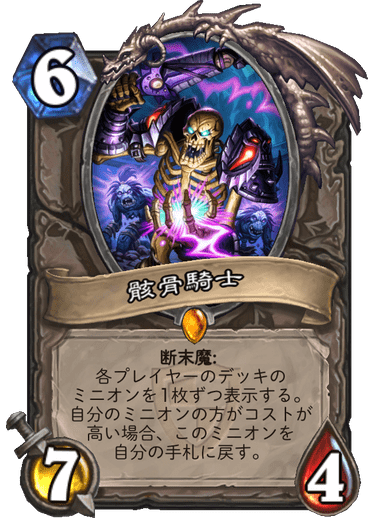 6
骸骨騎士
断末魔:
各プレイヤーのデッキの
ミニオンを1枚ずつ表示する。
自分のミニオンの方がコストが
高い場合、このミニオンを
自分の手札に戻す。
7
4